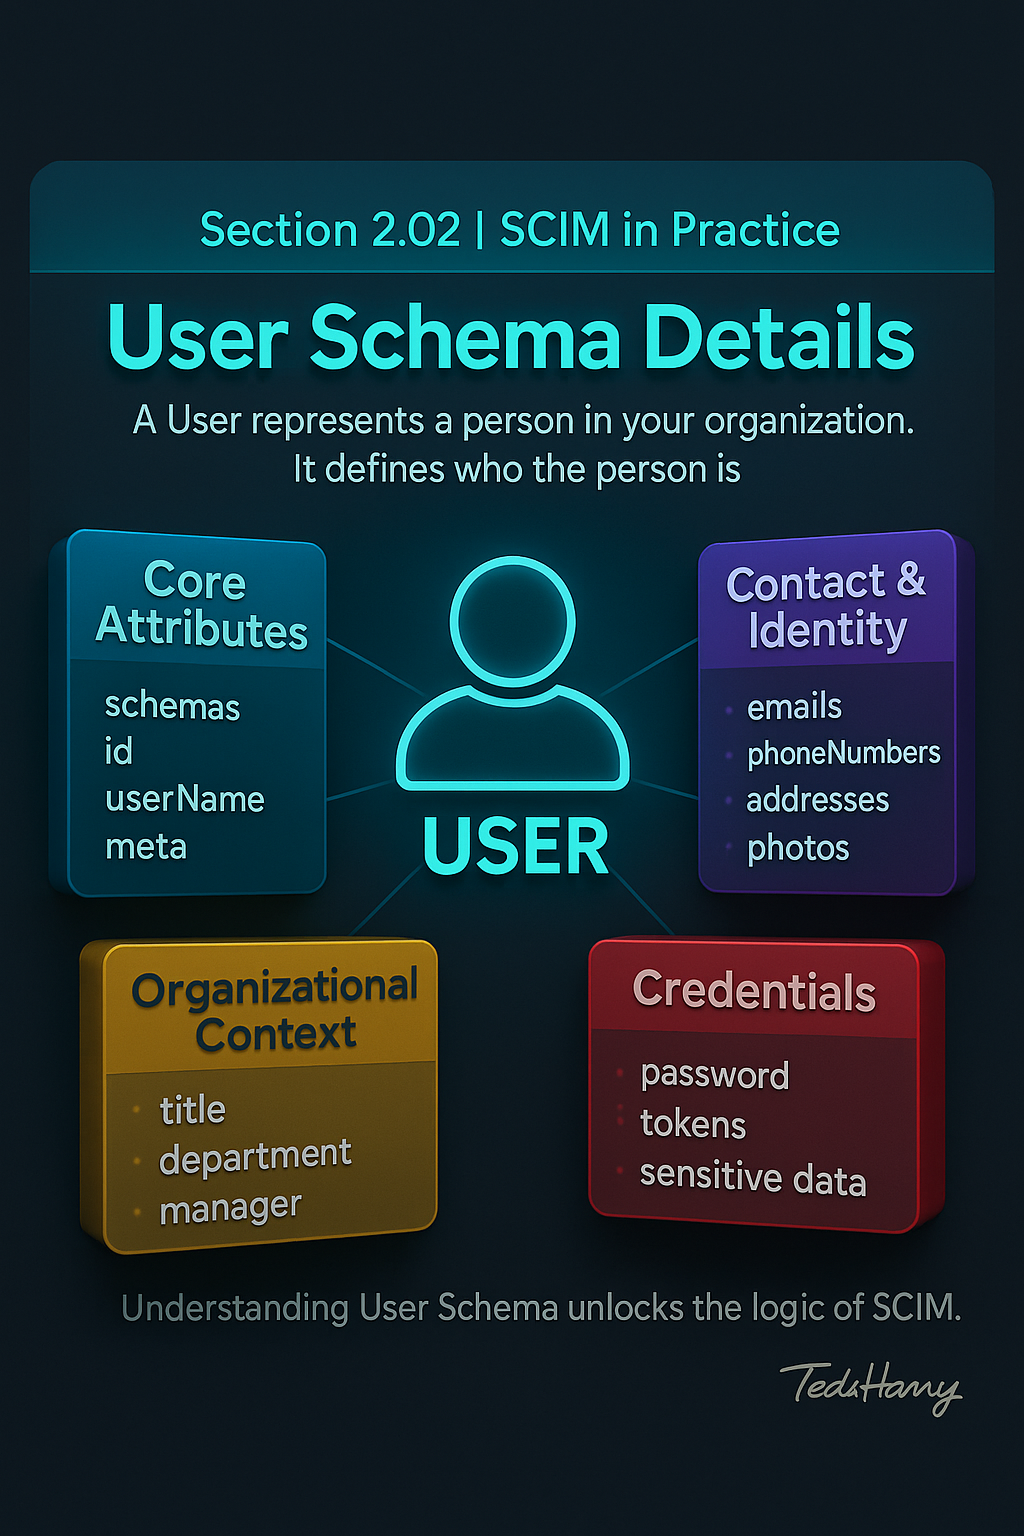 Section 2.02 | SCIM in Practice
User Schema Details
A User represents a person in your organization.
It defines who the person is
Core
Attributes
schemas
id
userName
meta
Contact &
Identity
emails
phoneNumbers
addresses
photos
USER
Organizational
Context
title
department
manager
Credentials
password
tokens
sensitive data
Understanding User Schema unlocks the logic of SCIM.
Ted&Harry